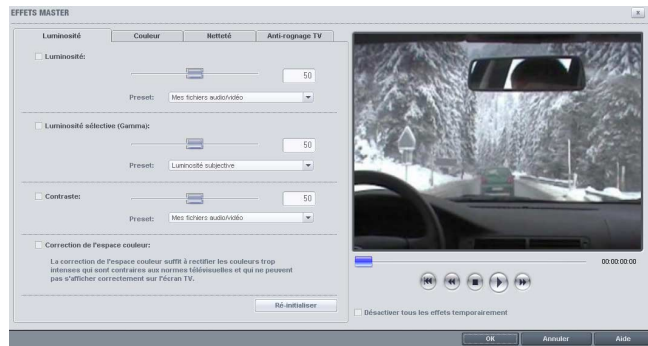 EFFETS MASTER
x
Luminosité Couleur Netteté Anti-rognage TV
Luminosité:
50
Preset: Mes fichiers audio/vidéo
Luminosité sélective (Gamma):
50
Preset: Luminosité subjective
Contraste:
50
Preset: Mes fichiers audio/vidéo
Correction de l'espace couleur:
La correction de l'espace couleur suffit à rectifier les couleurs trop
intenses qui sont contraires aux normes télévisuelles et qui ne peuvent
pas s'afficher correctement sur l'écran TV.
Ré-initialiser
00:00:00:00
Désactiver tous les effets temporairement
OK Annuler Aide